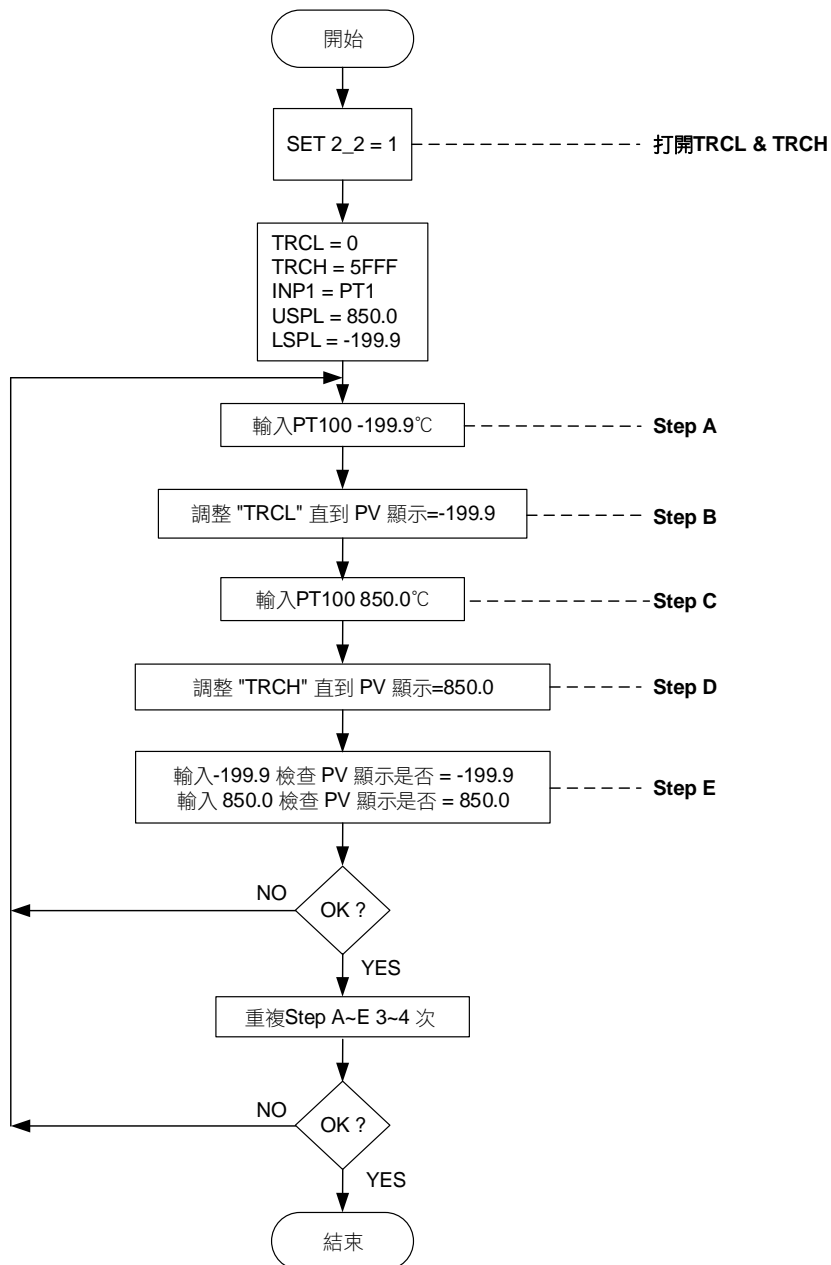 開始
SET 2_2 = 1
打開TRCL & TRCH
TRCL = 0
TRCH = 5FFF
INP1 = PT1
USPL = 850.0
LSPL = -199.9
輸入PT100 -199.9℃
Step A
調整 "TRCL" 直到 PV 顯示=-199.9
Step B
輸入PT100 850.0℃
Step C
調整 "TRCH" 直到 PV 顯示=850.0
Step D
輸入-199.9 檢查 PV 顯示是否 = -199.9
輸入 850.0 檢查 PV 顯示是否 = 850.0
Step E
NO
OK ?
YES
重複Step A~E 3~4 次
NO
OK ?
YES
結束